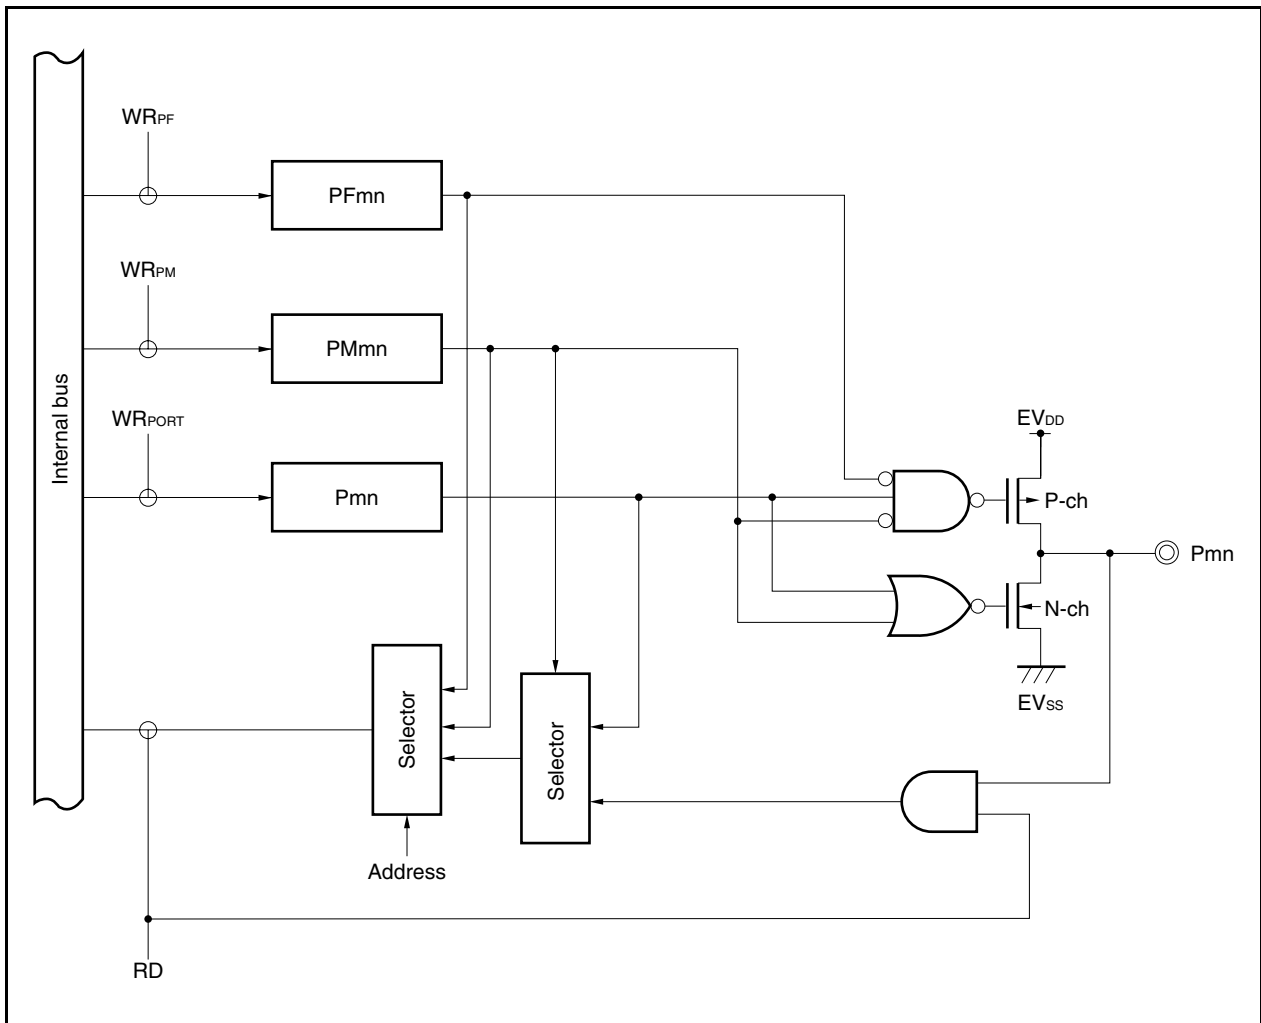 WRPF
PFmn
WRPM
PMmn
Internal bus
WRPORT
Pmn
EVDD
P-ch
Pmn
N-ch
EVSS
Selector
Selector
Address
RD